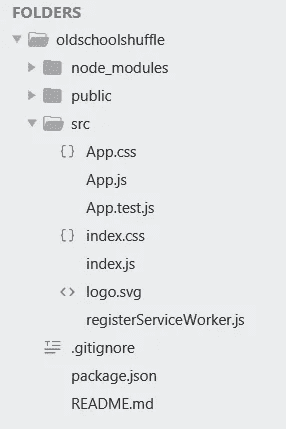 FOLDERS
oldschoolshuffle
node_modules
public
src
{} App.css
App.js
App.test.js
{} index.css
index.js
<> logo.svg
registerServiceWorker.js
.gitignore
package.json
README.md